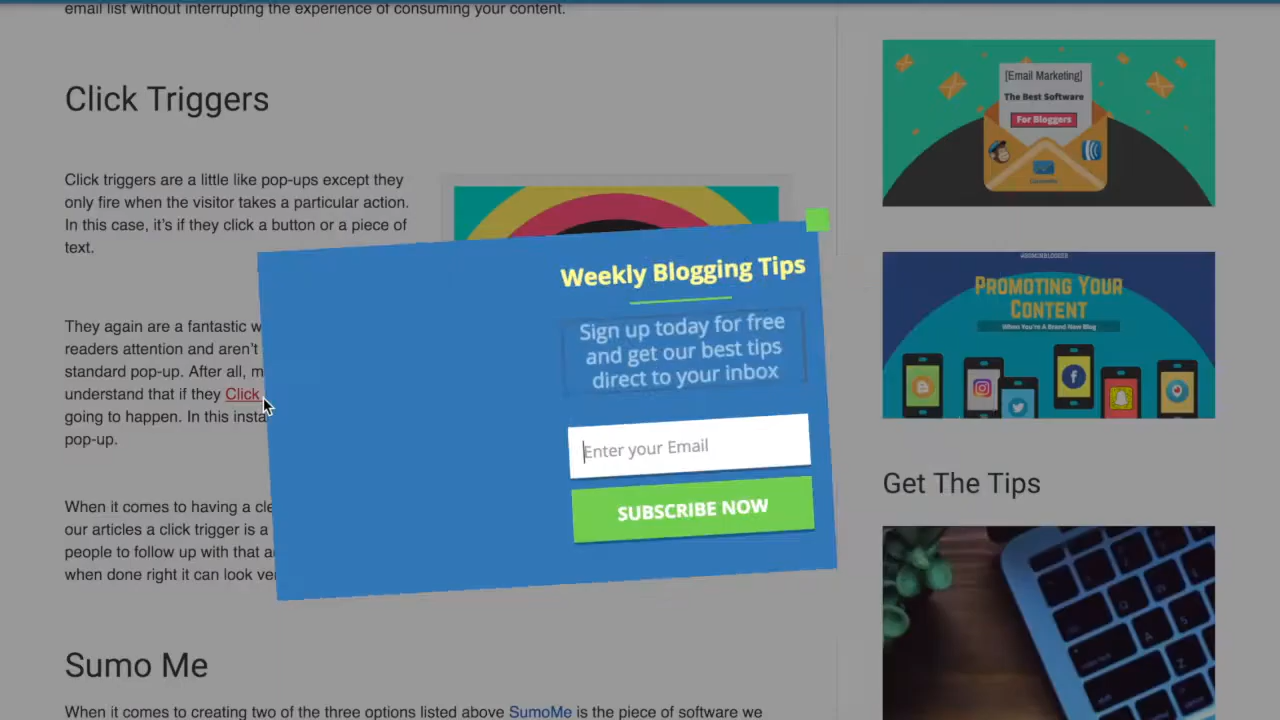 email list without interrupting the experience of consuming your content.
Click Triggers
Click triggers are a little like pop-ups except they
only fire when the visitor takes a particular action.
In this case, it's if they click a button or a piece of
text.
They again are a fantastic w
readers attention and aren't
standard pop-up. After all, m
understand that if they Click
going to happen. In this insta
pop-up.
When it comes to having a cle
our articles a click trigger is a
people to follow up with that a
when done right it can look ve
Sumo Me
When it comes to creating two of the three options listed above SumoMe is the piece of software we
Weekly Blogging Tips
Sign up today for free
and get our best tips
direct to your inbox
Enter your Email
SUBSCRIBE NOW
[Email Marketing]
The Best Software
For Bloggers
PROMOTING YOUR
CONTENT
When You're A Brand New Blog
Get The Tips